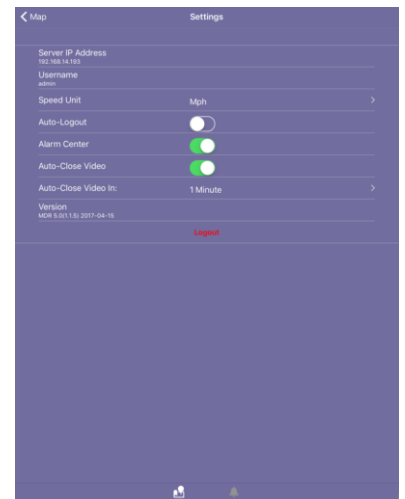 Map
Settings
Server IP Address
192.168.14.193
Username
admin
Speed Unit
Mph
Auto-Logout
Alarm Center
Auto-Close Video
Auto-Close Video In:
1 Minute
Version
MDR 5.0(1.1.5) 2017-04-15
Logout